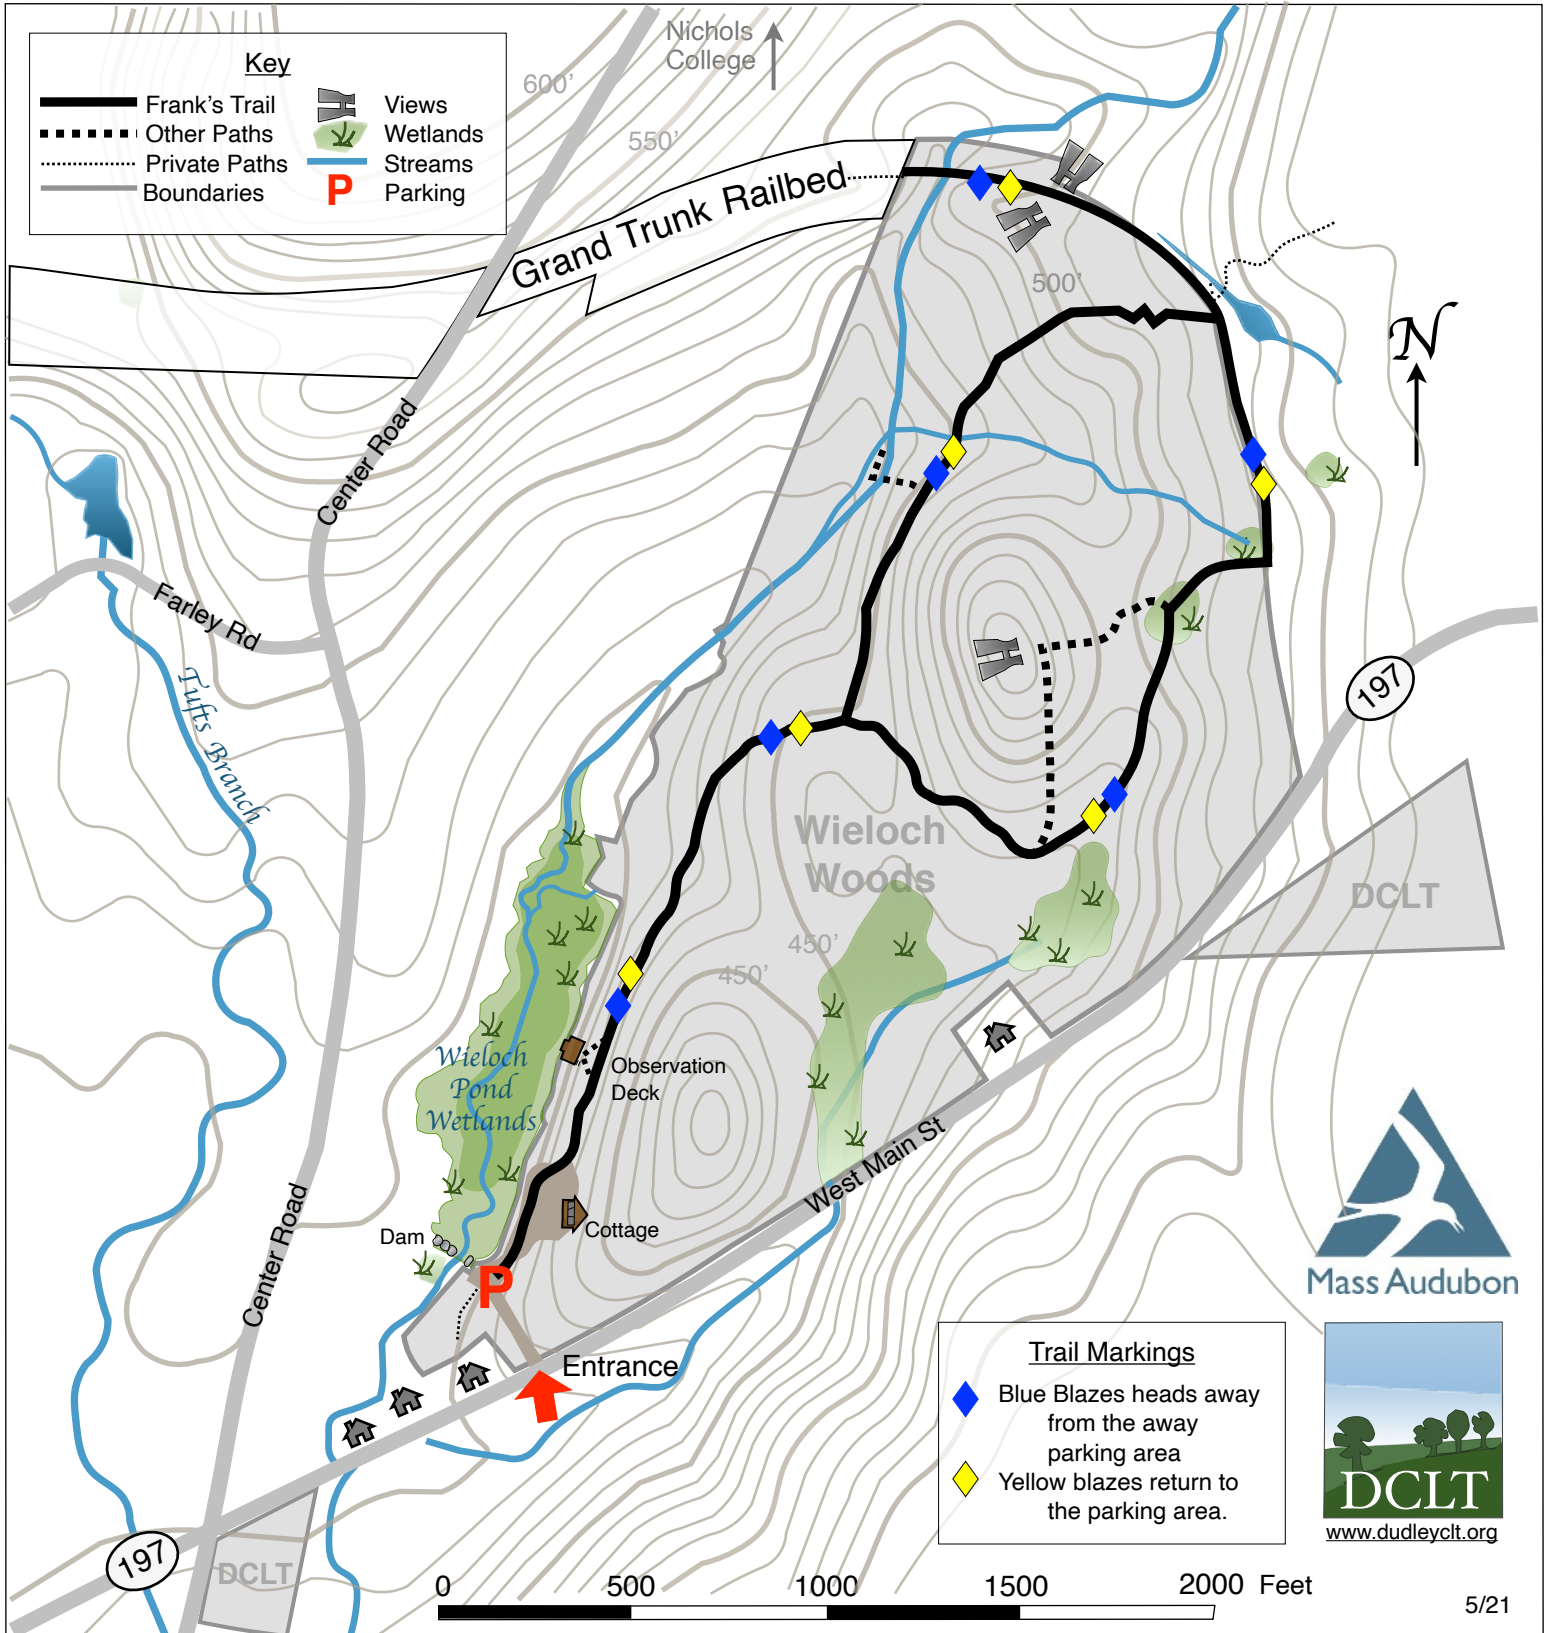 Key
Frank's Trail
Other Paths
Private Paths
Boundaries
Views
Wetlands
Streams
P Parking
Nichols
College
600'
550'
Grand Trunk Railbed
500'
N
Center Road
Farley Rd
Tufts Branch
197
Wieloch
Woods
DCLT
450'
450'
Observation
Deck
Wieloch
Pond
Wetlands
West Main St
Cottage
Dam
P
Center Road
Entrance
Mass Audubon
Trail Markings
Blue Blazes heads away
from the away
parking area
Yellow blazes return to
the parking area.
DCLT
www.dudleyclt.org
197
DCLT
0 500 1000 1500 2000 Feet
5/21